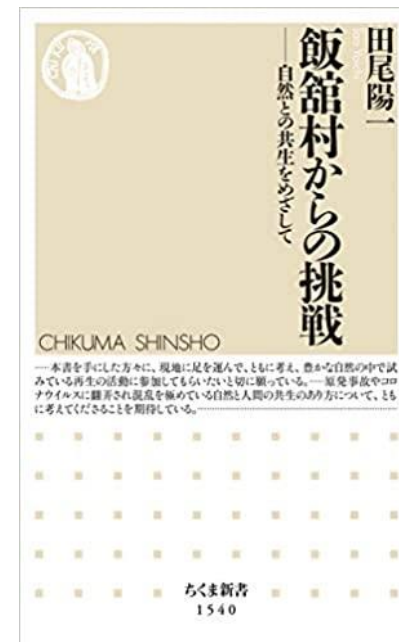 田尾陽一
Tao Yoichi
飯舘村からの挑戦
──自然との共生をめざして
CHIKUMA SHINSHO
──本書を手にした方々に、現地に足を運んで、ともに考え、豊かな自然の中で試
みている再生の活動に参加してもらいたいと切に願っている。──原発事故やコロ
ナウイルスに翻弄され混乱を極めている自然と人間の共生のあり方について、とも
に考えてくださることを期待している。
ちくま新書
1540